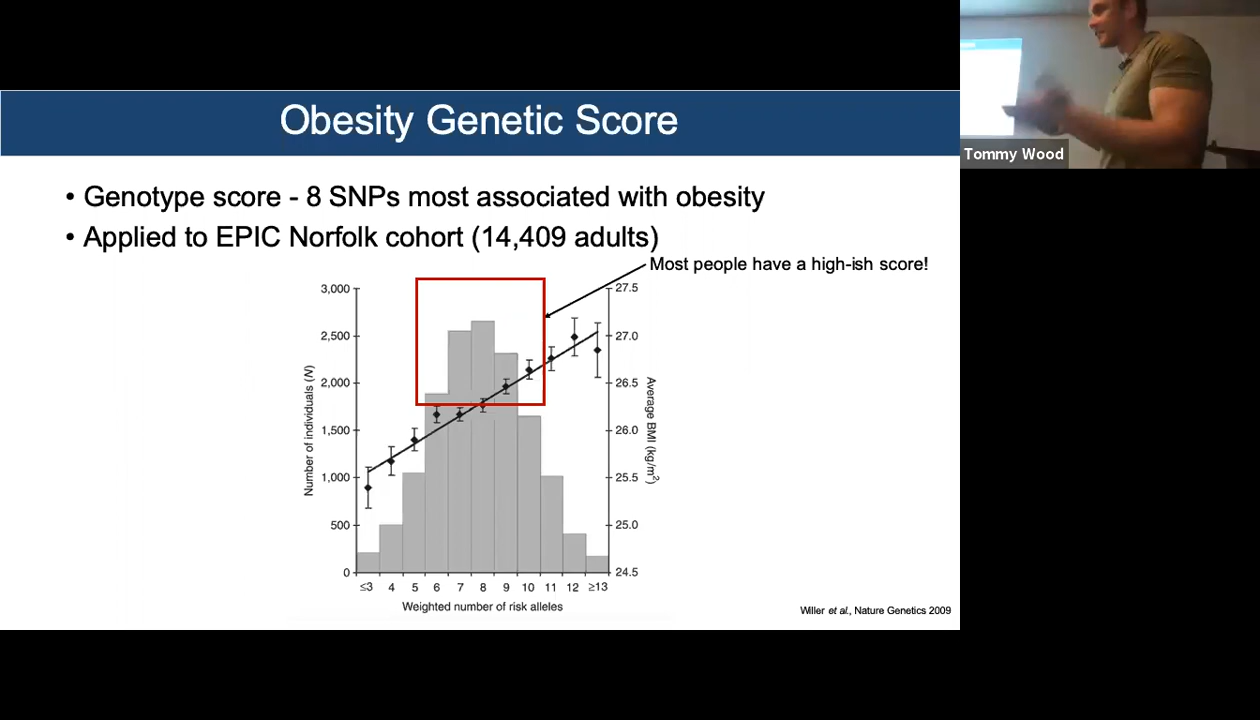 Obesity Genetic Score
Tommy Wood
• Genotype score - 8 SNPs most associated with obesity
• Applied to EPIC Norfolk cohort (14,409 adults)
Most people have a high-ish score!
3,000
2,500
2,000
1,500
1,000
500
0
Number of individuals (N)
27.5
27.0
26.5
26.0
25.5
25.0
24.5
Average BMI (kg/m²)
≤3 4 5 6 7 8 9 10 11 12 ≥13
Weighted number of risk alleles
Willer et al., Nature Genetics 2009